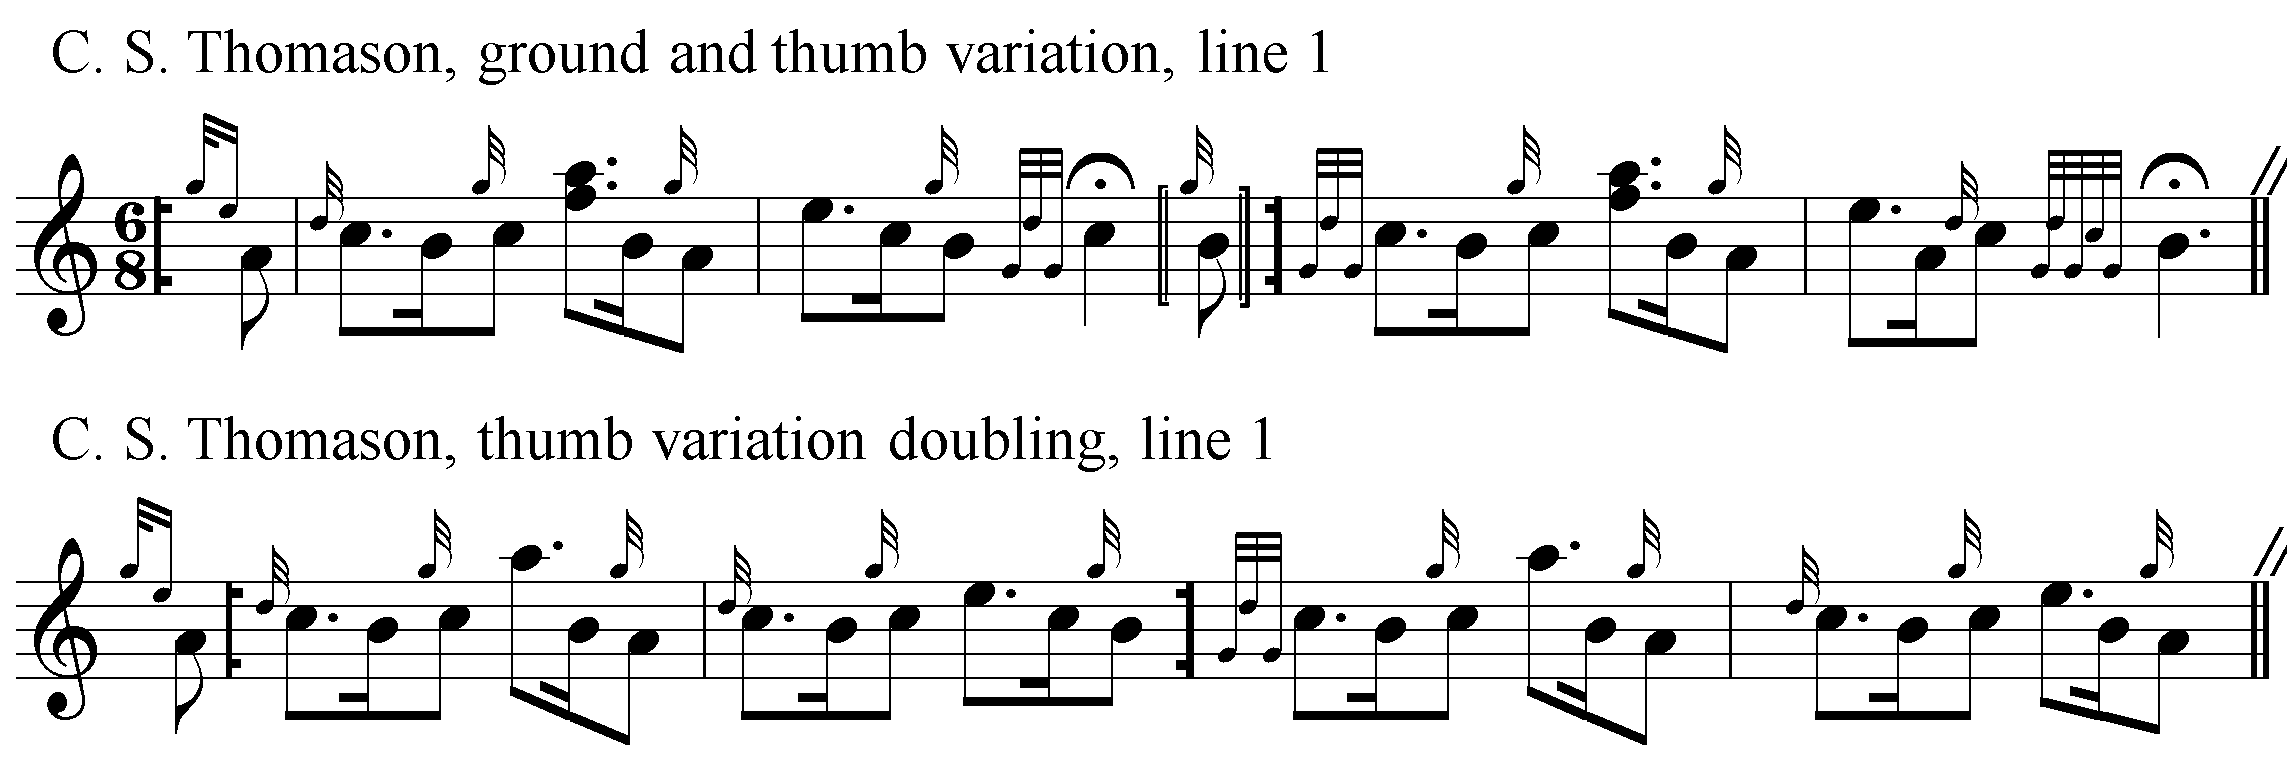 C. S. Thomason, ground and thumb variation, line 1
6
8
C. S. Thomason, thumb variation doubling, line 1